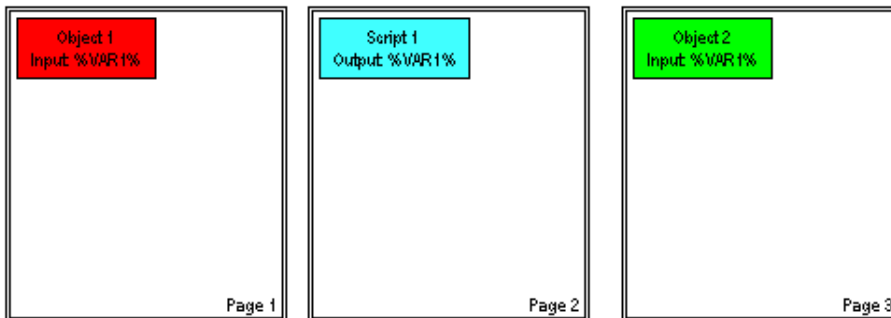 Object 1
Input: %VAR1%
Page 1
Script 1
Output: %VAR1%
Page 2
Object 2
Input: %VAR1%
Page 3